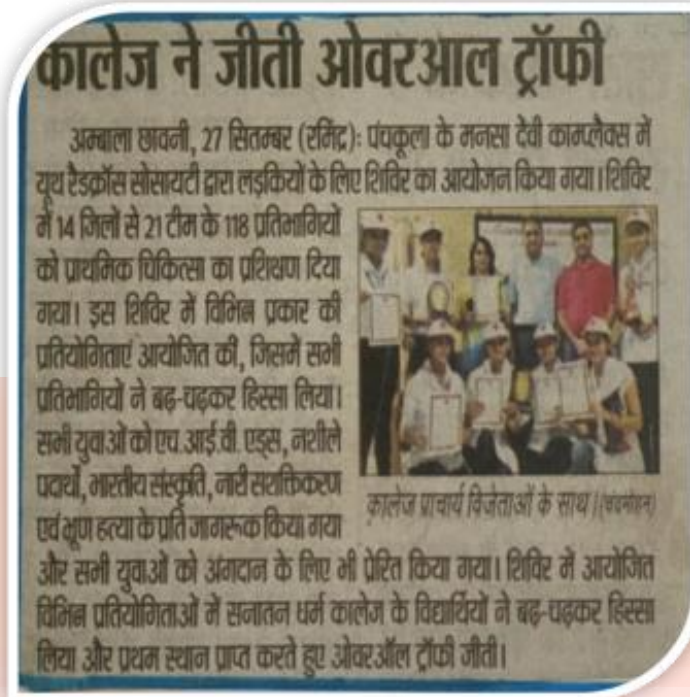 कालेज ने जीती ओवरआल ट्रॉफी
अम्बाला छावनी, 27 सितम्बर (रमिंद्र): पंचकूला के मनसा देवी काम्पलैक्स में
यूथ रैडक्रॉस सोसायटी द्वारा लड़कियों के लिए शिविर का आयोजन किया गया। शिविर
में 14 जिलों से 21 टीम के 118 प्रतिभागियों
को प्राथमिक चिकित्सा का प्रशिक्षण दिया
गया। इस शिविर में विभिन्न प्रकार की
प्रतियोगिताएं आयोजित की, जिसमें सभी
प्रतिभागियों ने बढ़-चढ़कर हिस्सा लिया।
सभी युवाओं को एच.आई.वी. एड्स, नशीले
पदार्थों, भारतीय संस्कृति, नारी सशक्तिकरण
एवं भ्रूण हत्या के प्रति जागरूक किया गया
कालेज प्राचार्य विजेताओं के साथ। (चंद्रमोहन)
और सभी युवाओं को अंगदान के लिए भी प्रेरित किया गया। शिविर में आयोजित
विभिन्न प्रतियोगिताओं में सनातन धर्म कालेज के विद्यार्थियों ने बढ़-चढ़कर हिस्सा
लिया और प्रथम स्थान प्राप्त करते हुए ओवरऑल ट्रॉफी जीती।